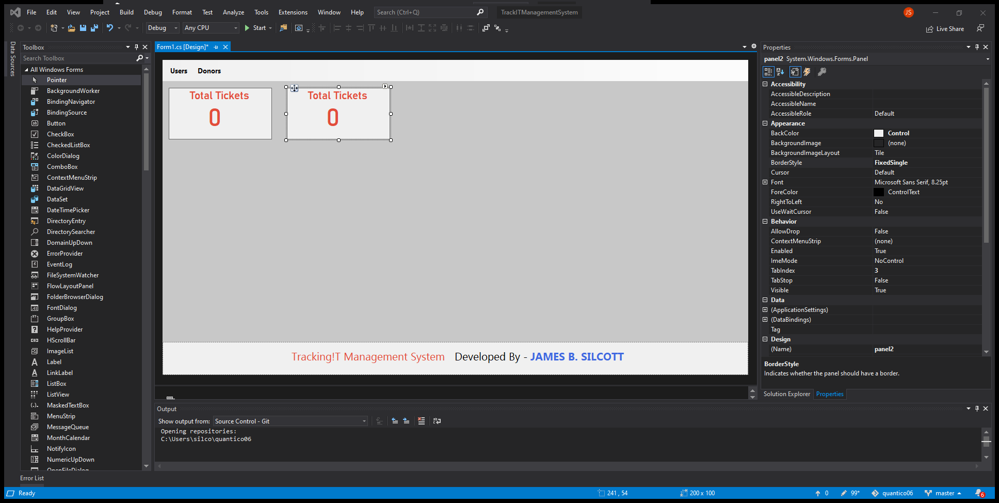 File Edit View Project Build Debug Format Test Analyze Tools Extensions Window Help Search (Ctrl+Q) TrackITManagementSystem JS
Debug Any CPU Start Live Share
Data Sources
Toolbox
Search Toolbox
All Windows Forms
Pointer
BackgroundWorker
BindingNavigator
BindingSource
Button
CheckBox
CheckedListBox
ColorDialog
ComboBox
ContextMenuStrip
DataGridView
DataSet
DateTimePicker
DirectoryEntry
DirectorySearcher
DomainUpDown
ErrorProvider
EventLog
FileSystemWatcher
FlowLayoutPanel
FolderBrowserDialog
FontDialog
GroupBox
HelpProvider
HScrollBar
ImageList
Label
LinkLabel
ListBox
ListView
MaskedTextBox
MenuStrip
MessageQueue
MonthCalendar
NotifyIcon
NumericUpDown
OpenFileDialog
Form1.cs [Design]*
Users Donors
Total Tickets
0
Total Tickets
0
Tracking!T Management System Developed By - JAMES B. SILCOTT
Properties
panel2 System.Windows.Forms.Panel
Accessibility
AccessibleDescription
AccessibleName
AccessibleRole Default
Appearance
BackColor Control
BackgroundImage (none)
BackgroundImageLayout Tile
BorderStyle FixedSingle
Cursor Default
Font Microsoft Sans Serif, 8.25pt
ForeColor ControlText
RightToLeft No
UseWaitCursor False
Behavior
AllowDrop False
ContextMenuStrip (none)
Enabled True
ImeMode NoControl
TabIndex 3
TabStop False
Visible True
Data
(ApplicationSettings)
(DataBindings)
Tag
Design
(Name) panel2
BorderStyle
Indicates whether the panel should have a border.
Solution Explorer Properties
Output
Show output from: Source Control - Git
Opening repositories:
C:\Users\silco\quantico06
Error List
Ready 241 , 54 200 x 100 0 99* quantico06 master 6